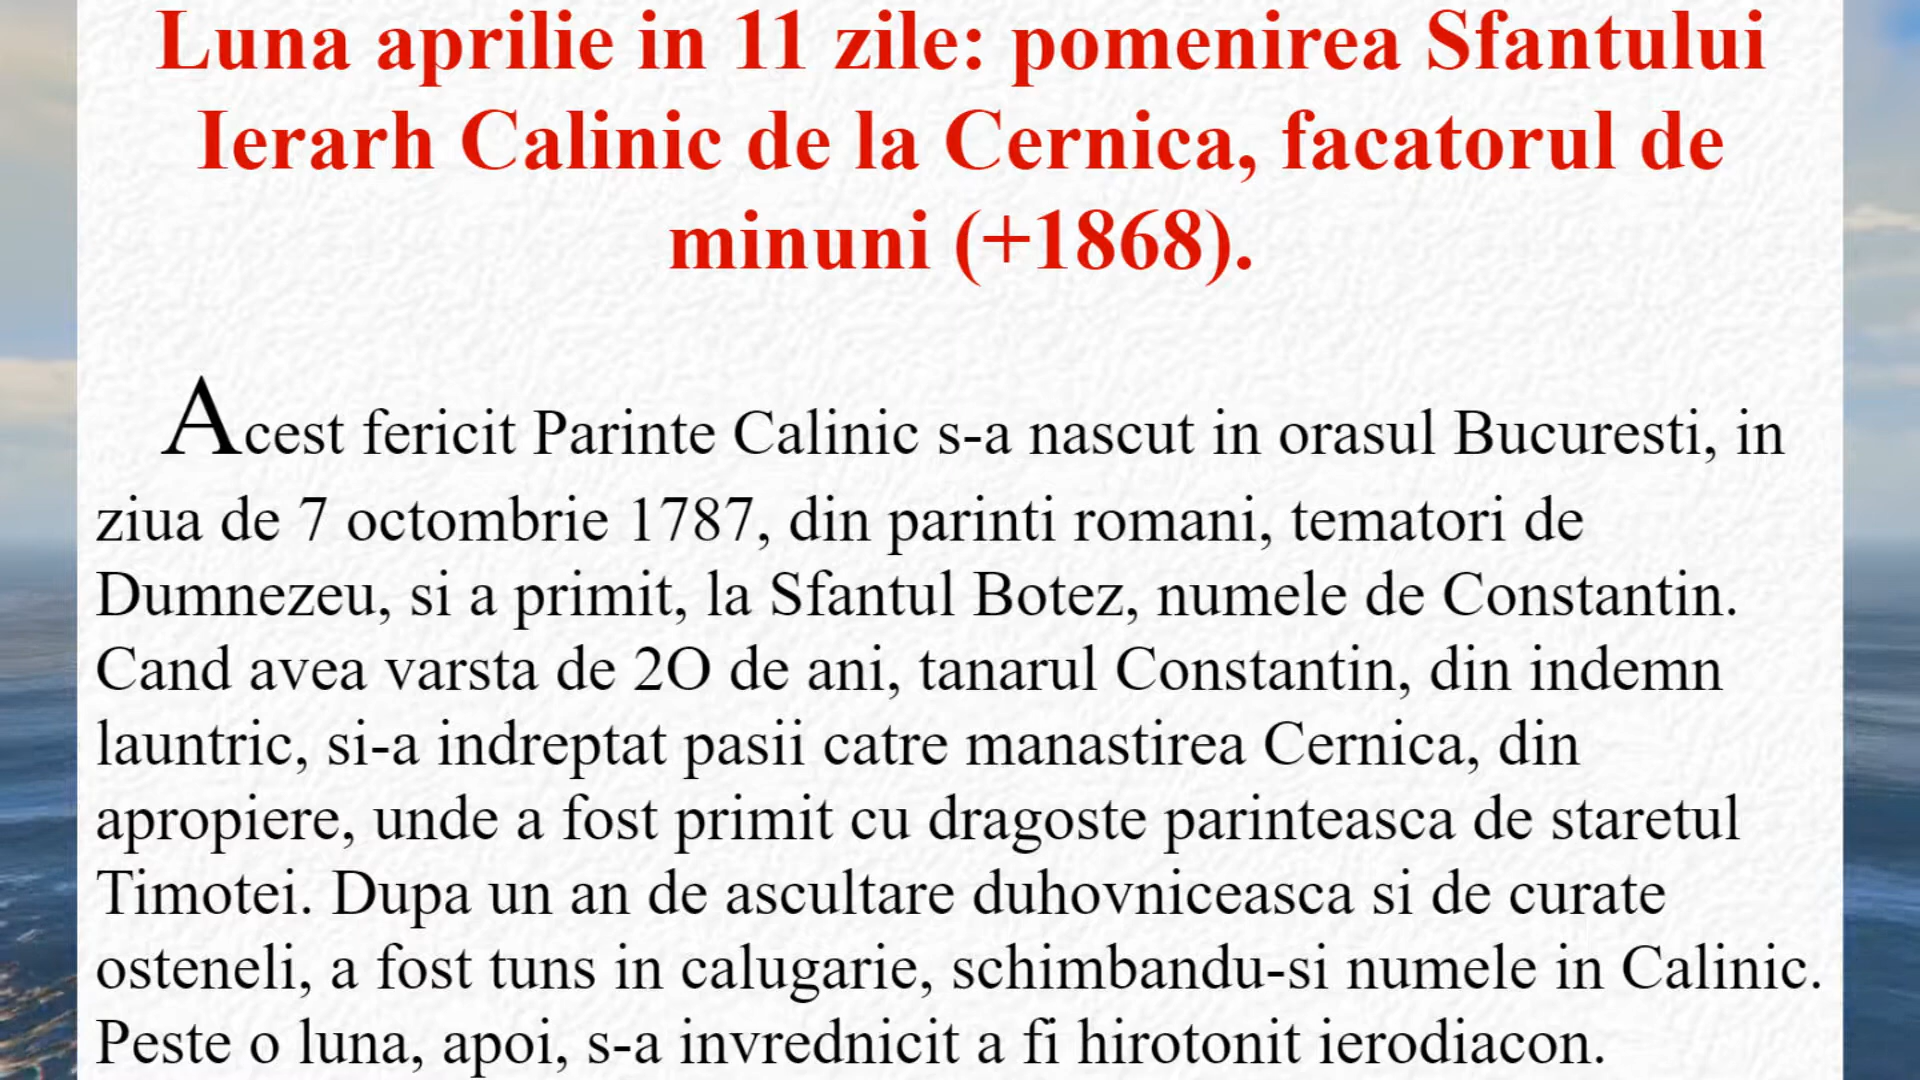 Luna aprilie in 11 zile: pomenirea Sfantului
Ierarh Calinic de la Cernica, facatorul de
minuni (+1868).
Acest fericit Parinte Calinic s-a nascut in orasul Bucuresti, in
ziua de 7 octombrie 1787, din parinti romani, tematori de
Dumnezeu, si a primit, la Sfantul Botez, numele de Constantin.
Cand avea varsta de 2O de ani, tanarul Constantin, din indemn
launtric, si-a indreptat pasii catre manastirea Cernica, din
apropiere, unde a fost primit cu dragoste parinteasca de staretul
Timotei. Dupa un an de ascultare duhovniceasca si de curate
osteneli, a fost tuns in calugarie, schimbandu-si numele in Calinic.
Peste o luna, apoi, s-a invrednicit a fi hirotonit ierodiacon.